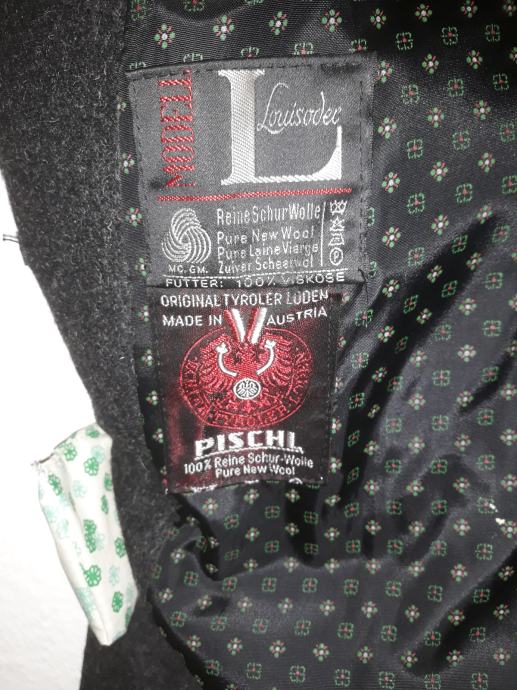 MODELL
L
Louisoder
Reine Schur Wolle
Pure New Wool
Pure Laine Vierge
Zuiver Scheerwol
MC. GM.
FUTTER: 100% VISKOSE
ORIGINAL TYROLER LODEN
MADE IN AUSTRIA
PISCHL
100% Reine Schur-Wolle
Pure New Wool